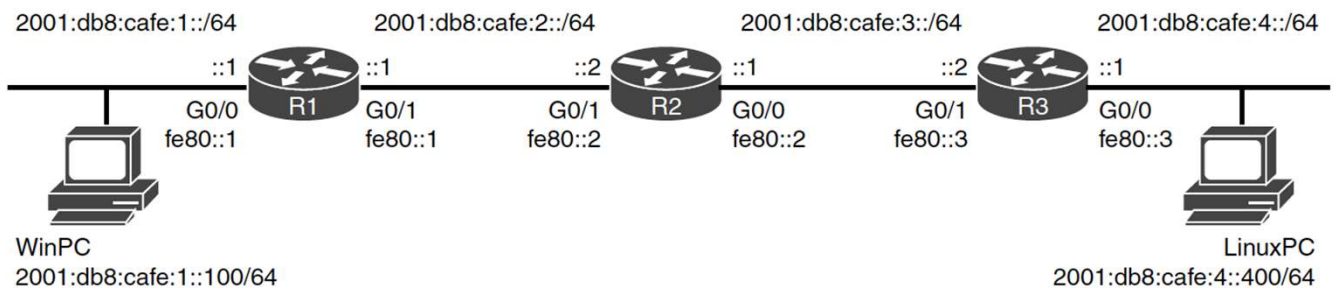 2001:db8:cafe:1::/64 2001:db8:cafe:2::/64 2001:db8:cafe:3::/64 2001:db8:cafe:4::/64
::1 ::1 ::2 ::1 ::2 ::1
R1 R2 R3
G0/0 G0/1 G0/1 G0/0 G0/1 G0/0
fe80::1 fe80::1 fe80::2 fe80::2 fe80::3 fe80::3
WinPC LinuxPC
2001:db8:cafe:1::100/64 2001:db8:cafe:4::400/64